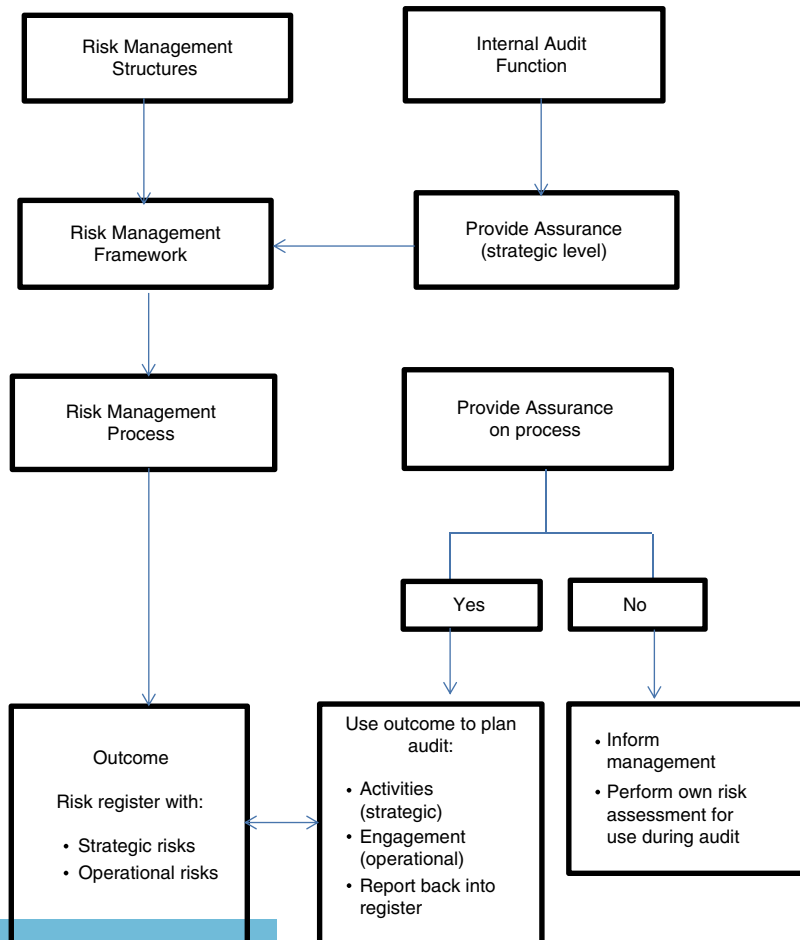 Risk Management
Structures
Internal Audit
Function
Risk Management
Framework
Provide Assurance
(strategic level)
Risk Management
Process
Provide Assurance
on process
Yes
No
Outcome
Risk register with:
• Strategic risks
• Operational risks
Use outcome to plan
audit:
• Activities
(strategic)
• Engagement
(operational)
• Report back into
register
• Inform
management
• Perform own risk
assessment for
use during audit